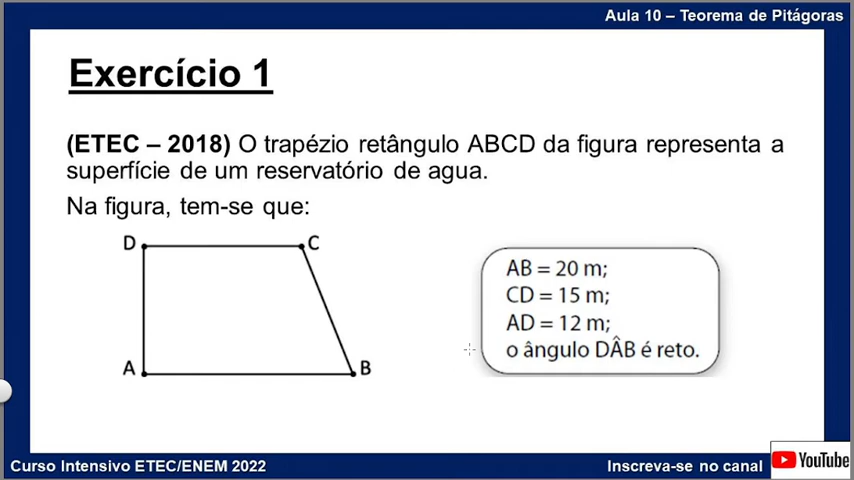 Aula 10 – Teorema de Pitágoras
Exercício 1
(ETEC – 2018) O trapézio retângulo ABCD da figura representa a
superfície de um reservatório de agua.
Na figura, tem-se que:
D
C
A
B
AB = 20 m;
CD = 15 m;
AD = 12 m;
o ângulo DÂB é reto.
Curso Intensivo ETEC/ENEM 2022
Inscreva-se no canal
YouTube